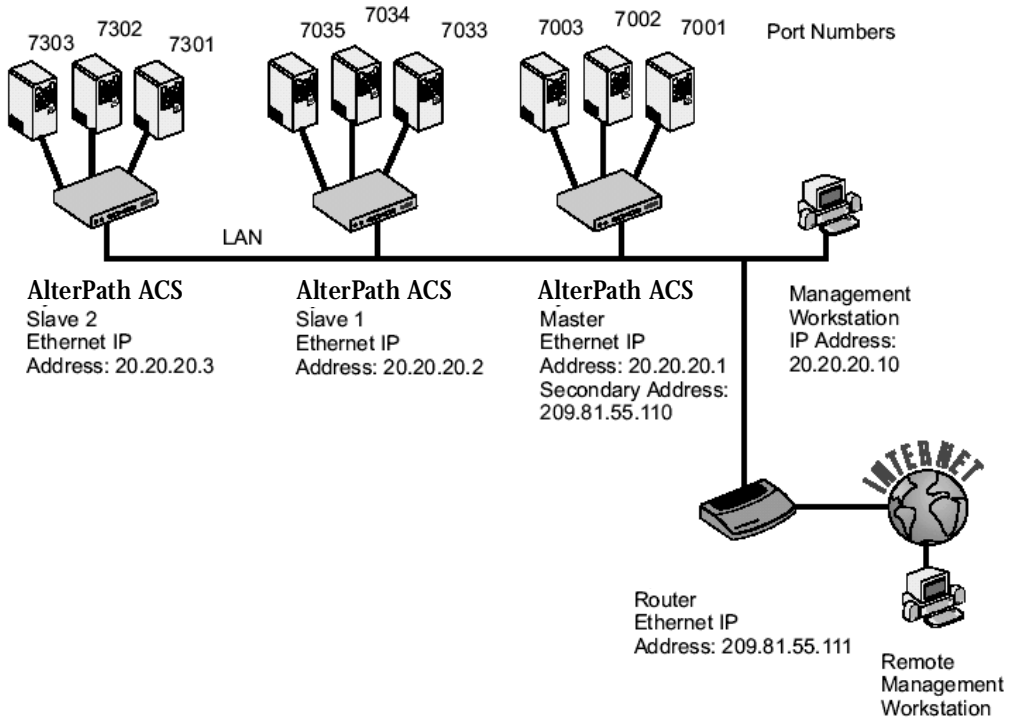 7303
7302
7301
7035
7034
7033
7003
7002
7001
Port Numbers
LAN
AlterPath ACS
Slave 2
Ethernet IP
Address: 20.20.20.3
AlterPath ACS
Slave 1
Ethernet IP
Address: 20.20.20.2
AlterPath ACS
Master
Ethernet IP
Address: 20.20.20.1
Secondary Address:
209.81.55.110
Management
Workstation
IP Address:
20.20.20.10
INTERNET
Router
Ethernet IP
Address: 209.81.55.111
Remote
Management
Workstation